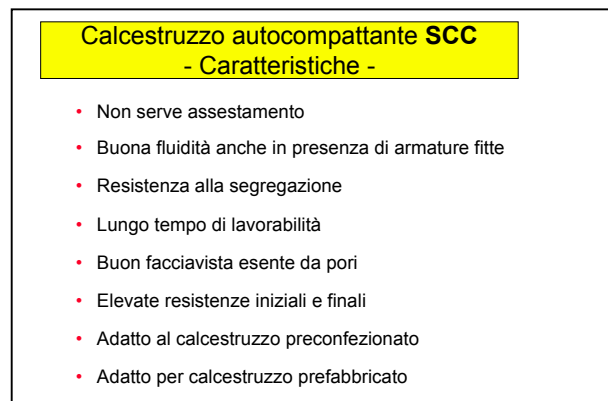 Calcestruzzo autocompattante SCC
- Caratteristiche -
• Non serve assestamento
• Buona fluidità anche in presenza di armature fitte
• Resistenza alla segregazione
• Lungo tempo di lavorabilità
• Buon facciavista esente da pori
• Elevate resistenze iniziali e finali
• Adatto al calcestruzzo preconfezionato
• Adatto per calcestruzzo prefabbricato